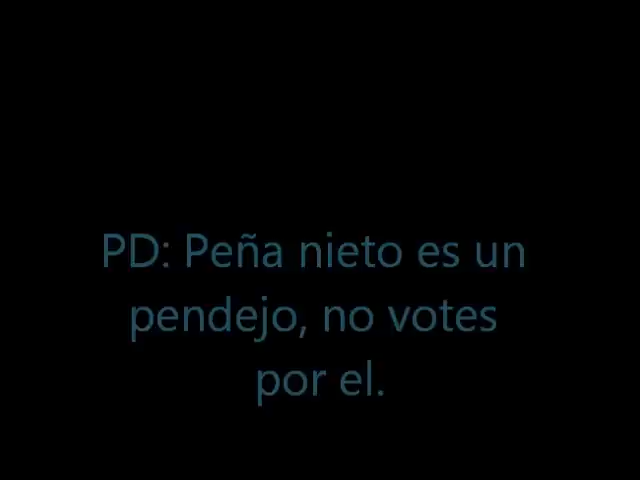 PD: Peña nieto es un
pendejo, no votes
por el.